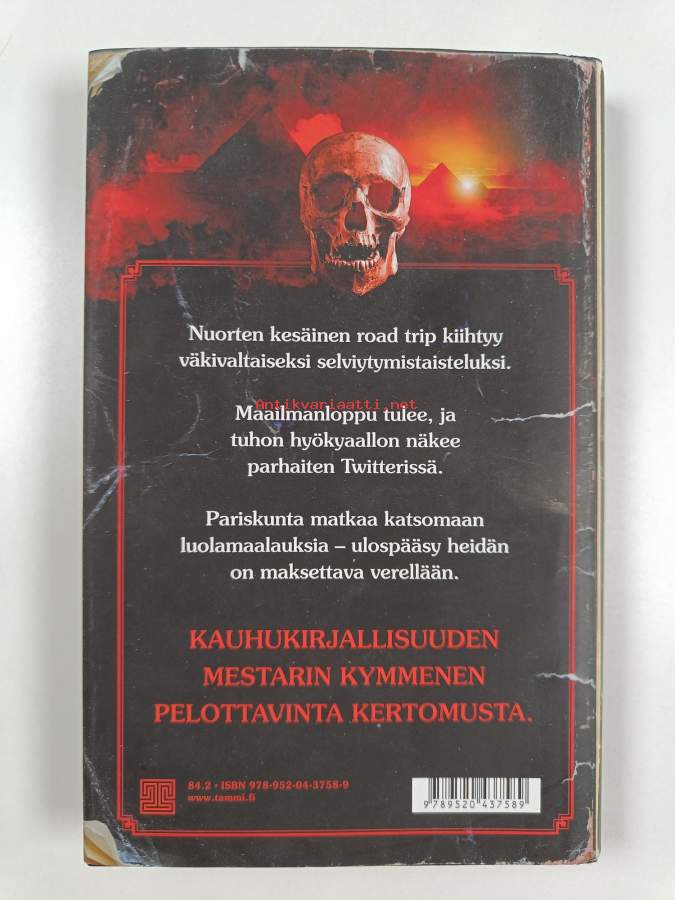 Nuorten kesäinen road trip kiihtyy
väkivaltaiseksi selviytymistaisteluksi.
Antikvariaatti.net
Maailmanloppu tulee, ja
tuhon hyökyaallon näkee
parhaiten Twitterissä.
Pariskunta matkaa katsomaan
luolamaalauksia – ulospääsy heidän
on maksettava verellään.
KAUHUKIRJALLISUUDEN
MESTARIN KYMMENEN
PELOTTAVINTA KERTOMUSTA.
84.2 • ISBN 978-952-04-3758-9
www.tammi.fi
9 789520 437589